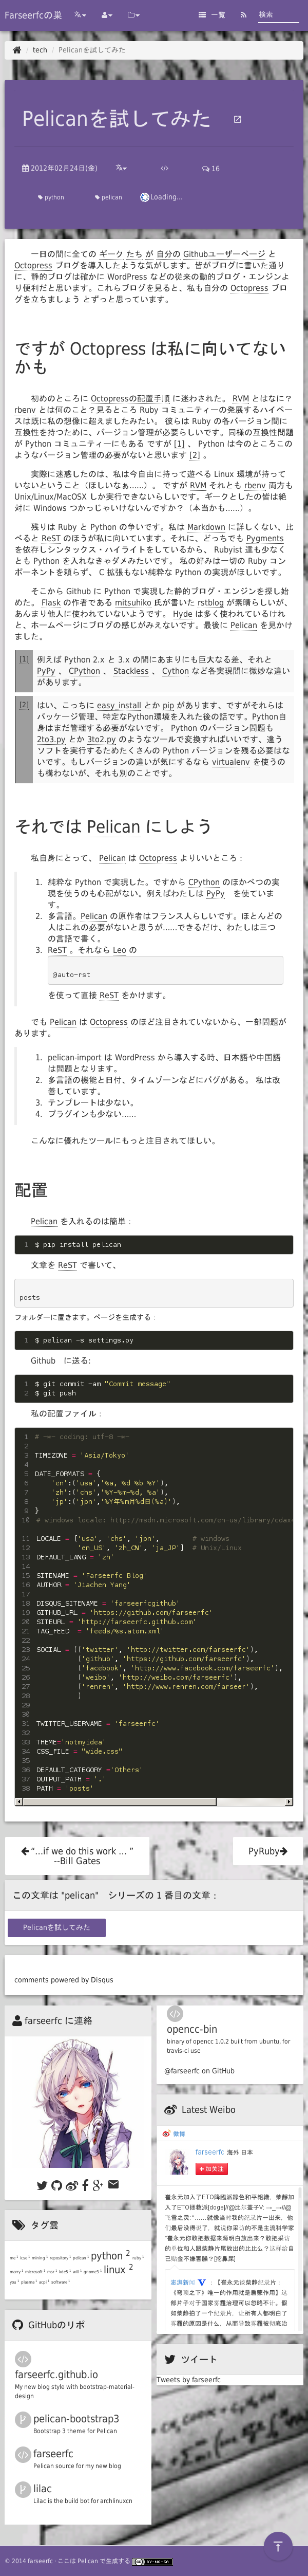 Farseerfcの巣
一覧
検索
tech / Pelicanを試してみた
Pelicanを試してみた
2012年02月24日(金)
16
python
pelican
Loading...
一日の間に全ての ギーク たち が 自分の Githubユーザーページ と
Octopress ブログを導入したような気がします。皆がブログに書いた通り
に、静的ブログは確かに WordPress などの従来の動的ブログ・エンジンよ
り便利だと思います。これらブログを見ると、私も自分の Octopress ブロ
グを立ちましょう とずっと思っています。
ですが Octopress は私に向いてない
かも
初めのところに Octopressの配置手順 に迷わされた。 RVM とはなに？
rbenv とは何のこと？見るところ Ruby コミュニティーの発展するハイペー
スは既に私の想像に超えましたみたい。 彼らは Ruby の各バージョン間に
互換性を持つために、バージョン管理が必要らしいです。同様の互換性問題
が Python コミュニティーにもある ですが [1] 、 Python は今のところこの
ようなバージョン管理の必要がないと思います [2] 。
実際に迷惑したのは、私は今自由に持って遊べる Linux 環境が持って
いないということ（ほしいなぁ……）。ですが RVM それとも rbenv 両方も
Unix/Linux/MacOSX しか実行できないらしいです。ギークとしたの皆は絶
対に Windows つかっじゃいけないんですか？（本当かも……）。
残りは Ruby と Python の争いです。私は Markdown に詳しくない、比べ
ると ReST のほうが私なれいます。それに、どっちでも Pygments
を依存しシンタックス・ハイライトをしているから、 Rubyist 達も少なく
とも Python を入れなきゃダメみたいです。 私の好みは一切の Ruby コン
ポーネントを頼らず、 C 拡張もない純粋な Python の実現がほしいです。
そこから Github に Python で実現した静的ブログ・エンジンを探し始め
ます。 Flask の作者である mitsuhiko 氏が書いた rstblog が素晴らしいが、
あんまり他人に使われていないようです。 Hyde は多く使われているけれ
ど、ホームページにブログの感じがみえないです。最後に Pelican を見かけ
ました。
[1] 例えば Python 2.x と 3.x の間にあまりにも巨大なる差、それと
PyPy 、 CPython 、 Stackless 、 Cython など各実現間に微妙な違い
があります。
[2] はい、こっちに easy_install とか pip があります、ですがそれらは
パッケージ管理、特定なPython環境を入れた後の話です。Python自
身はまだ管理する必要がないです。 Python のバージョン問題も
2to3.py とか 3to2.py のようなツールで変換すればいいです、違う
ソフトを実行するためたくさんの Python バージョンを残る必要はな
いです。もしバージョンの違いが気にするなら virtualenv を使うの
も構わないが、それも別のことです。
それでは Pelican にしよう
私自身にとって、 Pelican は Octopress よりいいところ：
1. 純粋な Python で実現した。ですから CPython のほかべつの実
現を使うのも心配がない。例えばわたしは PyPy を使いま
す。
2. 多言語。Pelican の原作者はフランス人らしいです。ほとんどの
人はこれの必要がないと思うが……できるだけ、わたしは三つ
の言語で書く。
3. ReST 。それなら Leo の
@auto-rst
を使って直接 ReST をかけます。
でも Pelican は Octopress のほど注目されていないから、一部問題が
あります。
1. pelican-import は WordPress から導入する時、日本語や中国語
は問題となります。
2. 多言語の機能と日付、タイムゾーンなどにバグがある。 私は改
善しています。
3. テンプレートは少ない。
4. プラグインも少ない……
こんなに優れたツールにもっと注目されてほしい。
配置
Pelican を入れるのは簡単：
1 $ pip install pelican
文章を ReST で書いて、
posts
フォルダーに置きます。ページを生成する：
1 $ pelican -s settings.py
Github に送る:
1 $ git commit -am "Commit message"
2 $ git push
私の配置ファイル：
1 # -*- coding: utf-8 -*-
2
3 TIMEZONE = 'Asia/Tokyo'
4
5 DATE_FORMATS = {
6 'en':('usa','%a, %d %b %Y'),
7 'zh':('chs','%Y-%m-%d, %a'),
8 'jp':('jpn','%Y年%m月%d日(%a)'),
9 }
10 # windows locale: http://msdn.microsoft.com/en-us/library/cdax
11 LOCALE = ['usa', 'chs', 'jpn', # windows
12 'en_US', 'zh_CN', 'ja_JP'] # Unix/Linux
13 DEFAULT_LANG = 'zh'
14
15 SITENAME = 'Farseerfc Blog'
16 AUTHOR = 'Jiachen Yang'
17
18 DISQUS_SITENAME = 'farseerfcgithub'
19 GITHUB_URL = 'https://github.com/farseerfc'
20 SITEURL = 'http://farseerfc.github.com'
21 TAG_FEED = 'feeds/%s.atom.xml'
22
23 SOCIAL = (('twitter', 'http://twitter.com/farseerfc'),
24 ('github', 'https://github.com/farseerfc'),
25 ('facebook', 'http://www.facebook.com/farseerfc'),
26 ('weibo', 'http://weibo.com/farseerfc'),
27 ('renren', 'http://www.renren.com/farseer'),
28 )
29
30
31 TWITTER_USERNAME = 'farseerfc'
32
33 THEME='notmyidea'
34 CSS_FILE = "wide.css"
35
36 DEFAULT_CATEGORY ='Others'
37 OUTPUT_PATH = '.'
38 PATH = 'posts'
“...if we do this work ... ”
--Bill Gates
PyRuby
この文章は "pelican" シリーズの 1 番目の文章：
Pelicanを試してみた
comments powered by Disqus
farseerfc に連絡
タグ雲
python 2
linux 2
GitHubのリポ
farseerfc.github.io
My new blog style with bootstrap-material-
design
pelican-bootstrap3
Bootstrap 3 theme for Pelican
farseerfc
Pelican source for my new blog
lilac
Lilac is the build bot for archlinuxcn
opencc-bin
binary of opencc 1.0.2 built from ubuntu, for
travis-ci use
@farseerfc on GitHub
Latest Weibo
微博
farseerfc 海外 日本
加关注
ツイート
Tweets by farseerfc
© 2014 farseerfc · ここは Pelican で生成する